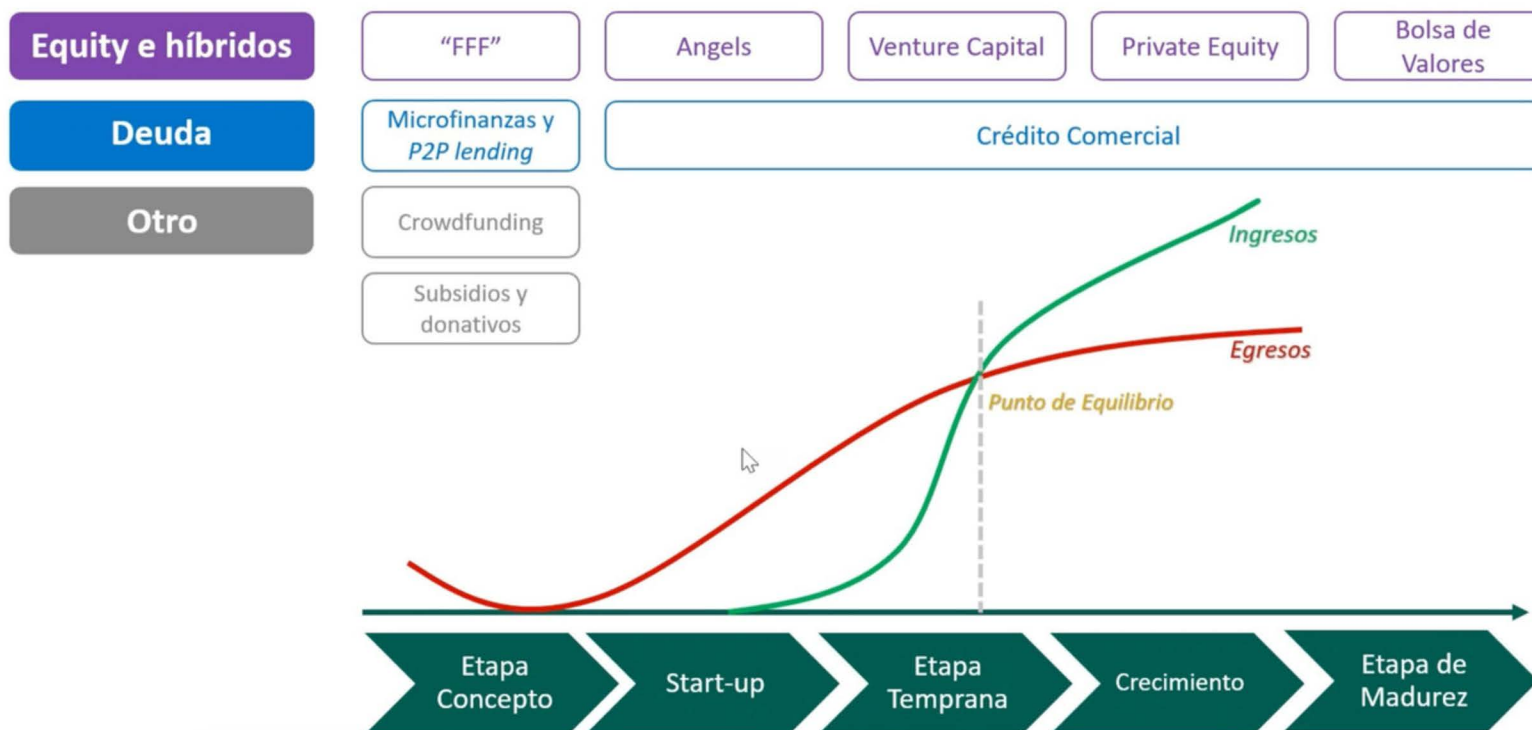 Equity e híbridos
“FFF”
Angels
Venture Capital
Private Equity
Bolsa de
Valores
Deuda
Microfinanzas y
P2P lending
Crédito Comercial
Otro
Crowdfunding
Subsidios y
donativos
Ingresos
Egresos
Punto de Equilibrio
Etapa
Concepto
Start-up
Etapa
Temprana
Crecimiento
Etapa de
Madurez